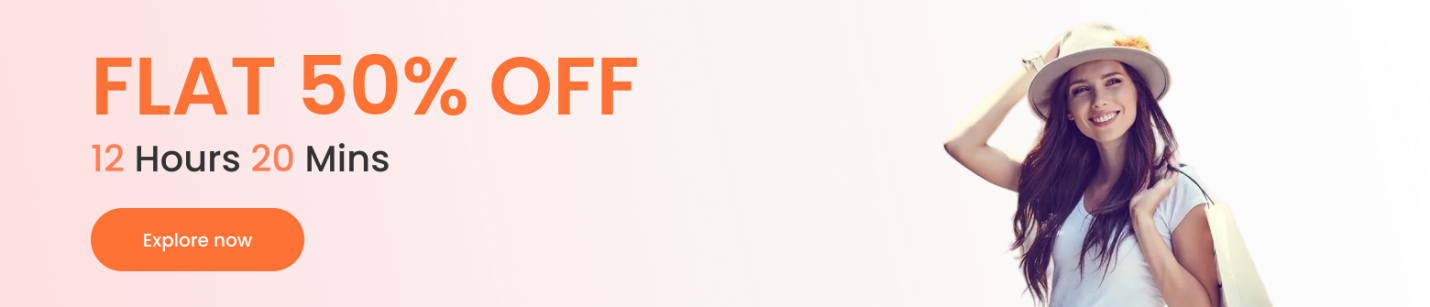 FLAT 50% OFF
12 Hours 20 Mins
Explore now